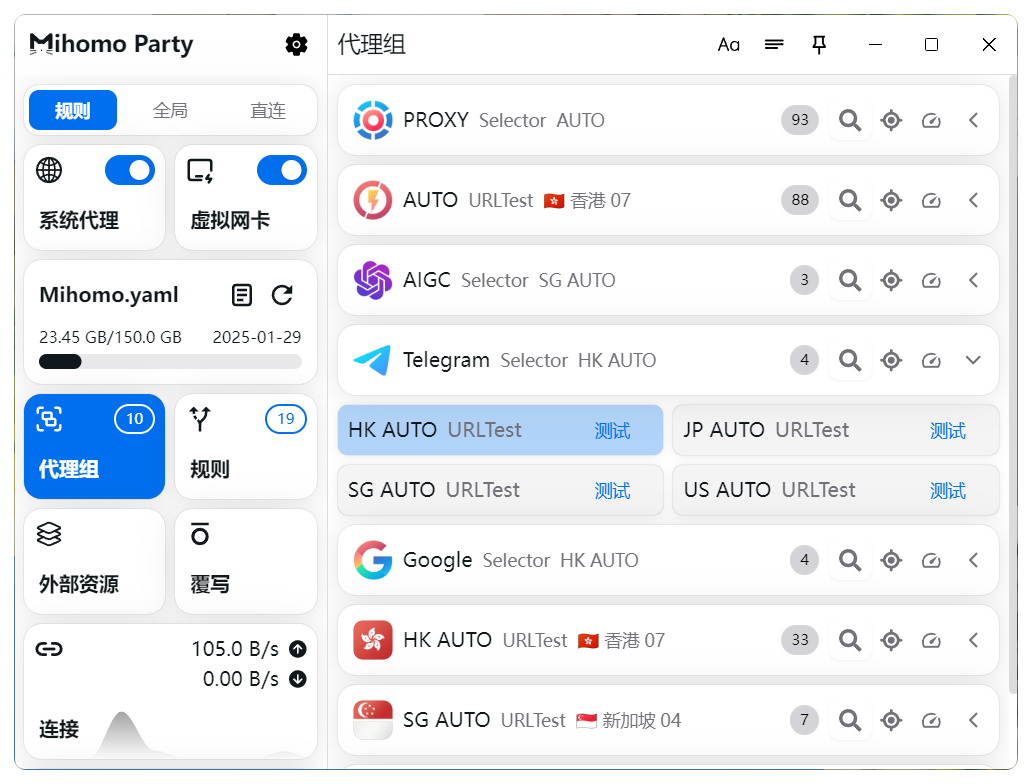 Mihomo Party
规则 全局 直连
系统代理 虚拟网卡
Mihomo.yaml
23.45 GB/150.0 GB 2025-01-29
10 19
代理组 规则
外部资源 覆写
105.0 B/s
0.00 B/s
连接
代理组 Aa
PROXY Selector AUTO 93
AUTO URLTest 🇭🇰 香港 07 88
AIGC Selector SG AUTO 3
Telegram Selector HK AUTO 4
HK AUTO URLTest 测试 JP AUTO URLTest 测试
SG AUTO URLTest 测试 US AUTO URLTest 测试
Google Selector HK AUTO 4
HK AUTO URLTest 🇭🇰 香港 07 33
SG AUTO URLTest 🇸🇬 新加坡 04 7